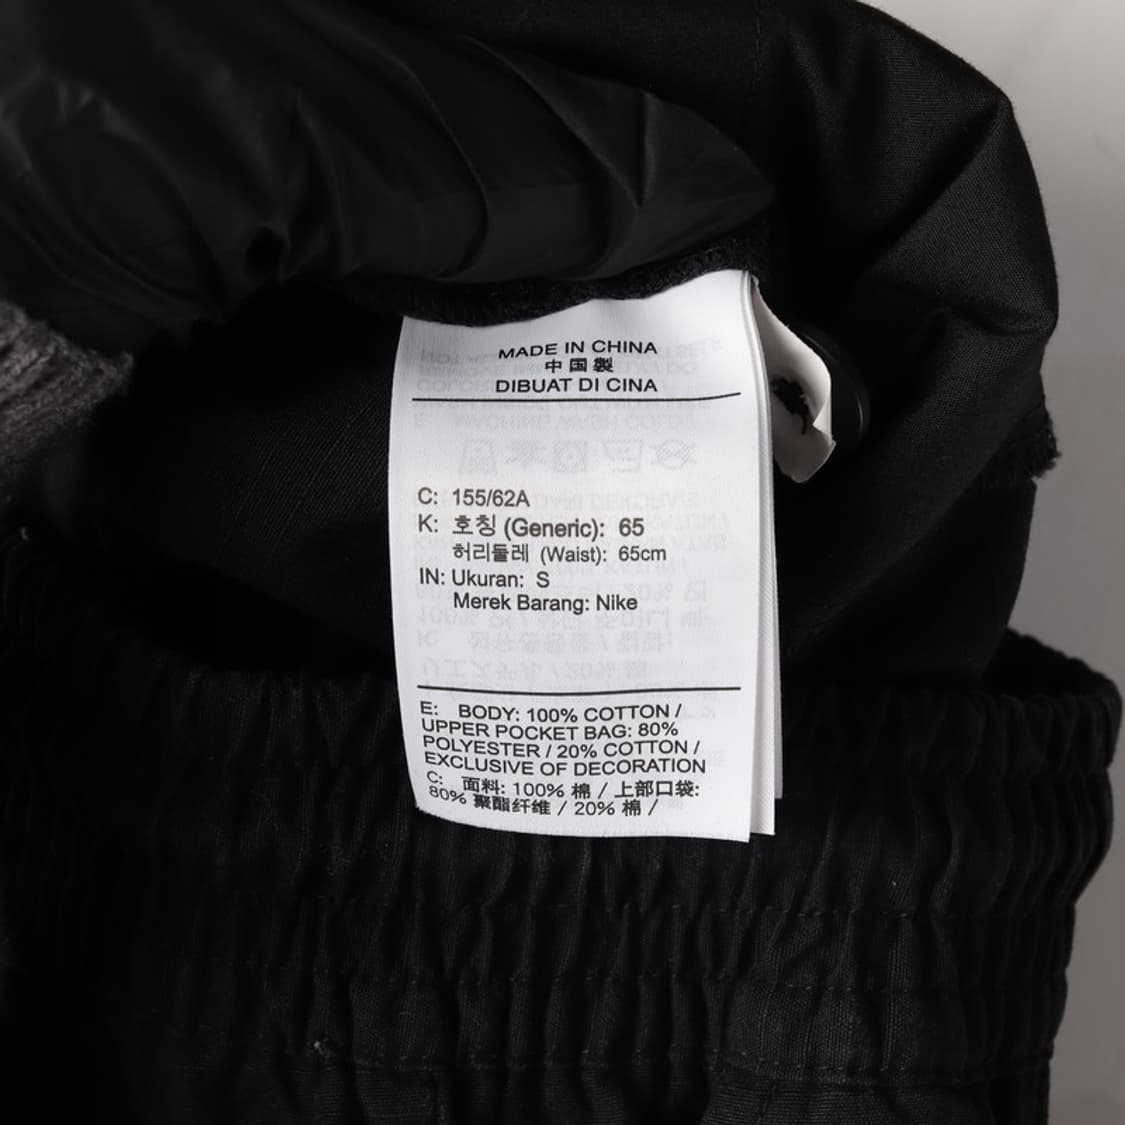 MADE IN CHINA
中国製
DIBUAT DI CINA
C: 155/62A
K: 호칭 (Generic): 65
허리둘레 (Waist): 65cm
IN: Ukuran: S
Merek Barang: Nike
E: BODY: 100% COTTON /
UPPER POCKET BAG: 80%
POLYESTER / 20% COTTON /
EXCLUSIVE OF DECORATION
C: 面料: 100% 棉 / 上部口袋:
80% 聚酯纤维 / 20% 棉 /